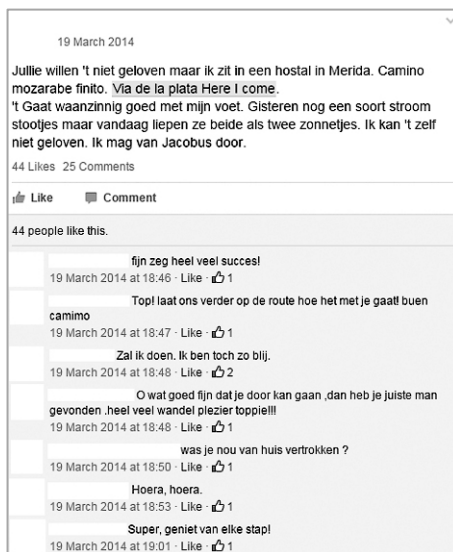 19 March 2014
Jullie willen 't niet geloven maar ik zit in een hostal in Merida. Camino
mozarabe finito. Via de la plata Here I come.
't Gaat waanzinnig goed met mijn voet. Gisteren nog een soort stroom
stootjes maar vandaag liepen ze beide als twee zonnetjes. Ik kan 't zelf
niet geloven. Ik mag van Jacobus door.
44 Likes 25 Comments
Like Comment
44 people like this.
fijn zeg heel veel succes!
19 March 2014 at 18:46 · Like · 1
Top! laat ons verder op de route hoe het met je gaat! buen
camimo
19 March 2014 at 18:47 · Like · 1
Zal ik doen. Ik ben toch zo blij.
19 March 2014 at 18:48 · Like · 2
O wat goed fijn dat je door kan gaan ,dan heb je juiste man
gevonden .heel veel wandel plezier toppie!!!
19 March 2014 at 18:48 · Like · 1
was je nou van huis vertrokken ?
19 March 2014 at 18:50 · Like · 1
Hoera, hoera.
19 March 2014 at 18:53 · Like · 1
Super, geniet van elke stap!
19 March 2014 at 19:01 · Like · 1